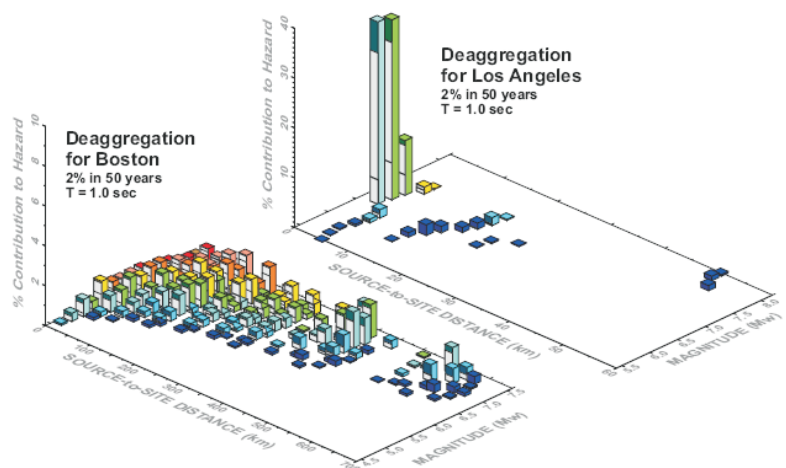 Deaggregation
for Boston
2% in 50 years
T = 1.0 sec
% Contribution to Hazard
10
8
6
4
2
0
100
200
300
400
500
600
SOURCE-to-SITE DISTANCE (km)
4.5
5.0
5.5
6.0
6.5
7.0
7.5
MAGNITUDE (Mw)
Deaggregation
for Los Angeles
2% in 50 years
T = 1.0 sec
% Contribution to Hazard
40
30
20
10
0
10
20
30
40
50
SOURCE-to-SITE DISTANCE (km)
5.5
6.0
6.5
7.0
7.5
8.0
MAGNITUDE (Mw)